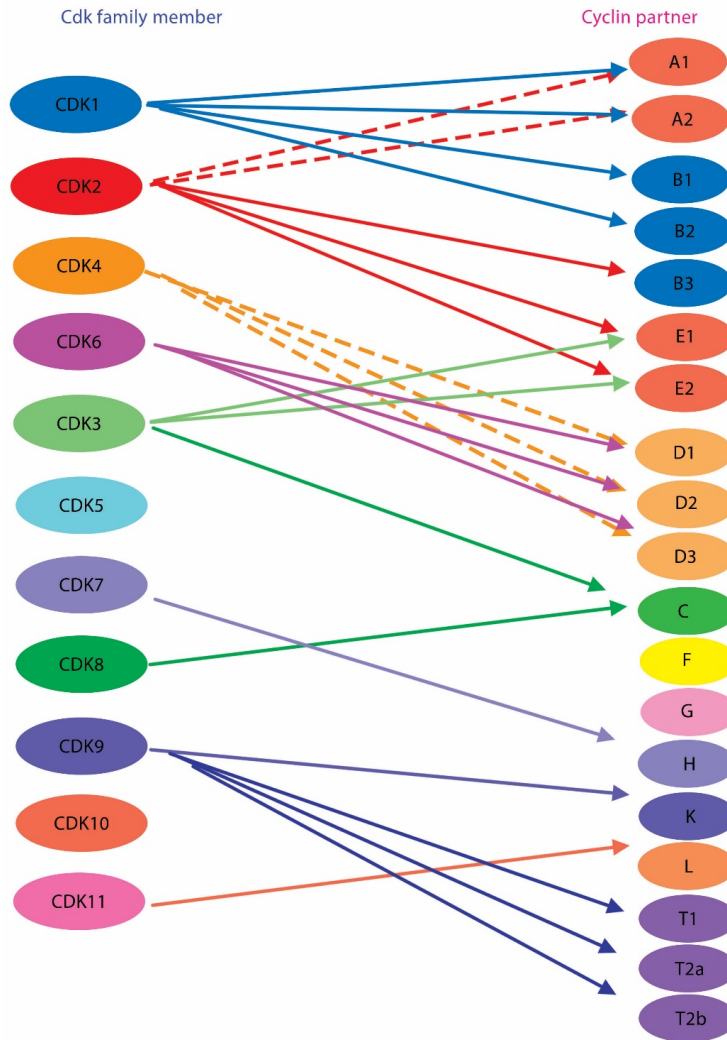 Cdk family member
Cyclin partner
CDK1
CDK2
CDK4
CDK6
CDK3
CDK5
CDK7
CDK8
CDK9
CDK10
CDK11
A1
A2
B1
B2
B3
E1
E2
D1
D2
D3
C
F
G
H
K
L
T1
T2a
T2b